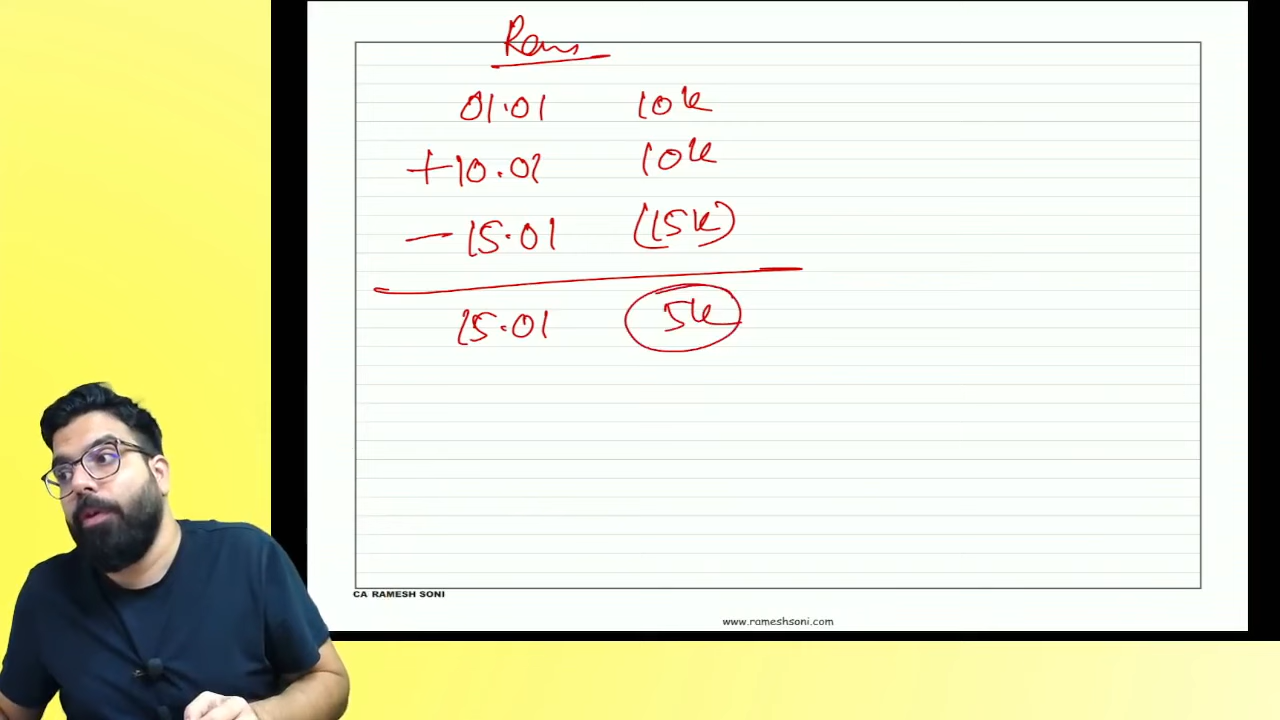 Ram
01.01 10k
+10.01 10k
- 15.01 (15k)
15.01 5k
CA RAMESH SONI
www.rameshsoni.com